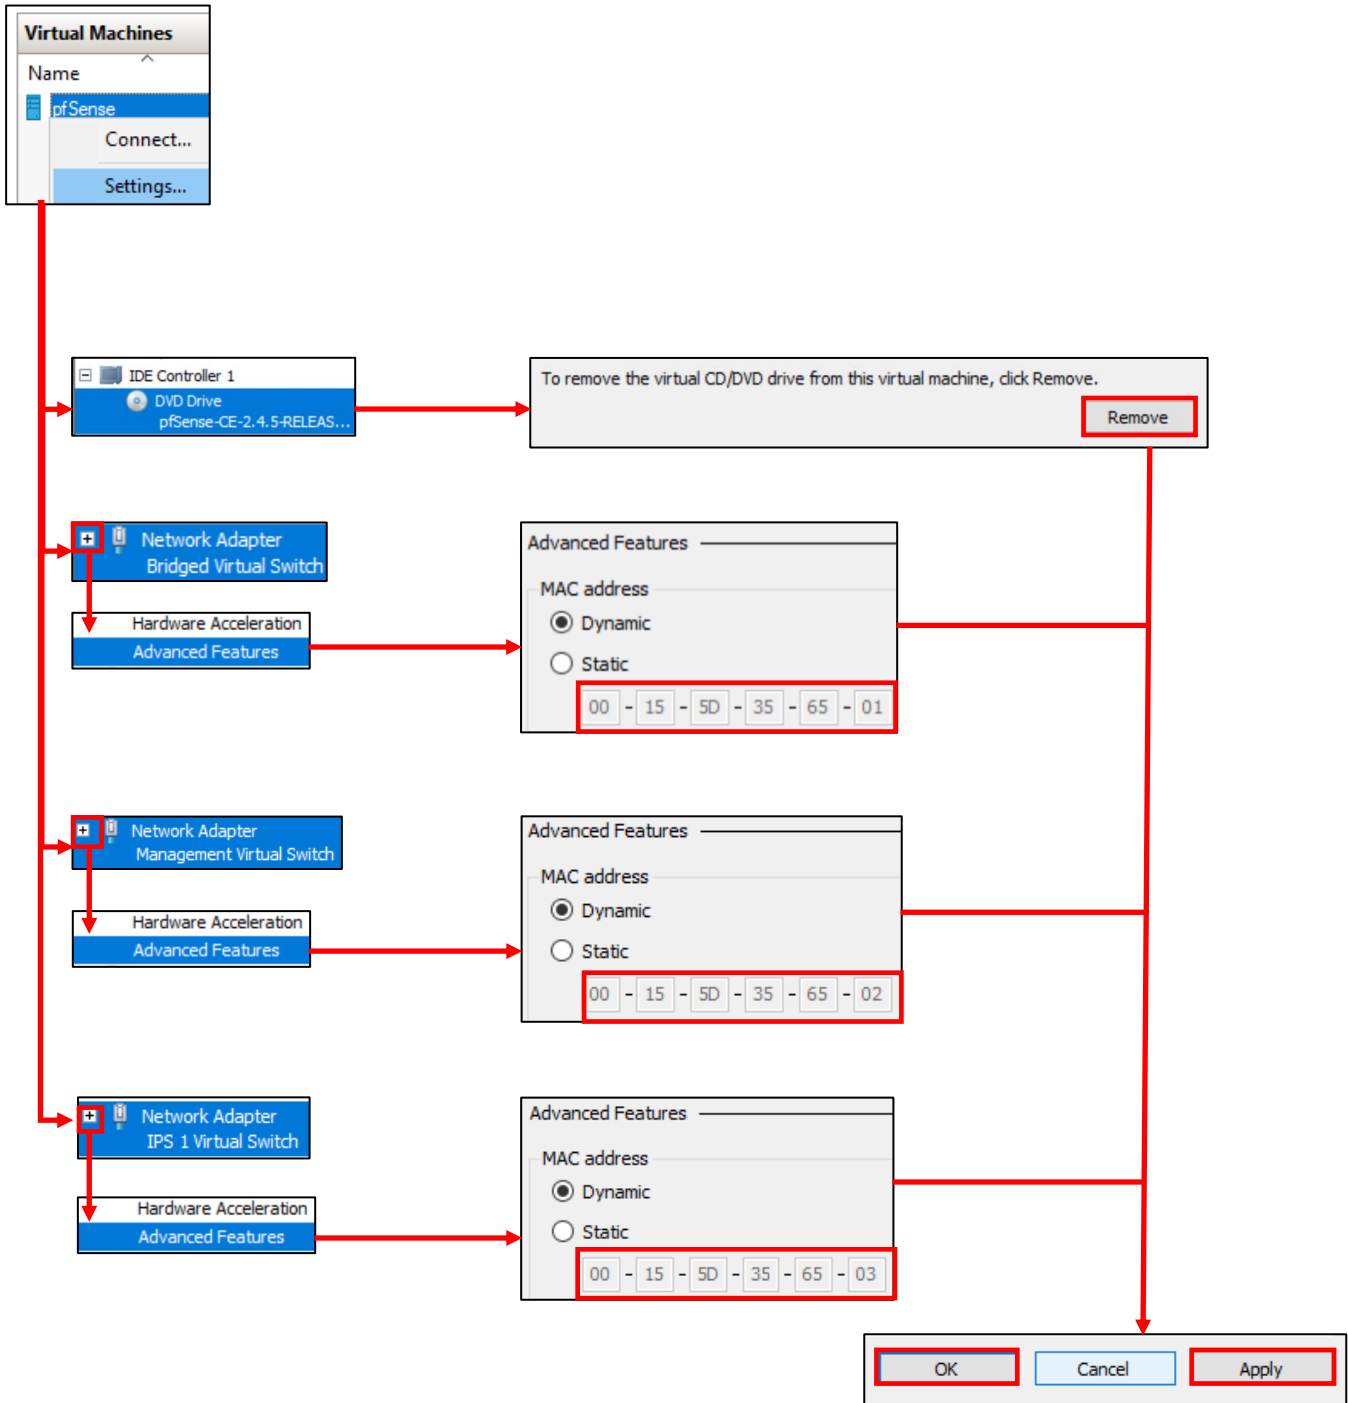 Virtual Machines
Name
pfSense
Connect...
Settings...
IDE Controller 1
DVD Drive
pfSense-CE-2.4.5-RELEAS...
To remove the virtual CD/DVD drive from this virtual machine, click Remove.
Remove
Network Adapter
Bridged Virtual Switch
Hardware Acceleration
Advanced Features
Advanced Features
MAC address
Dynamic
Static
00 - 15 - 5D - 35 - 65 - 01
Network Adapter
Management Virtual Switch
Hardware Acceleration
Advanced Features
Advanced Features
MAC address
Dynamic
Static
00 - 15 - 5D - 35 - 65 - 02
Network Adapter
IPS 1 Virtual Switch
Hardware Acceleration
Advanced Features
Advanced Features
MAC address
Dynamic
Static
00 - 15 - 5D - 35 - 65 - 03
OK Cancel Apply